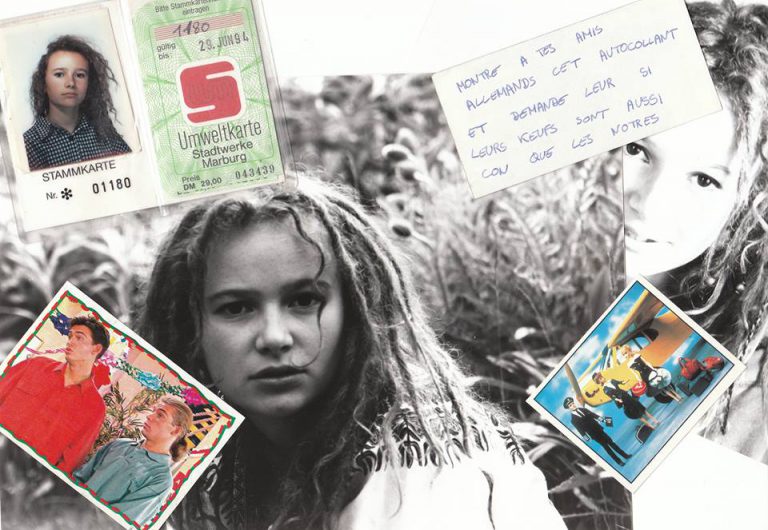 Bitte Stammkarten
eintragen
1180
gültig
bis: 29. JUN 94
S
Umweltkarte
Stadtwerke
Marburg
Preis
DM 29,00 043439
STAMMKARTE
Nr. ✻ 01180
MONTRE A TES AMIS
ALLEMANDS CET AUTOCOLLANT
ET DEMANDE LEUR SI
LEURS KEUFS SONT AUSSI
CON QUE LES NOTRES